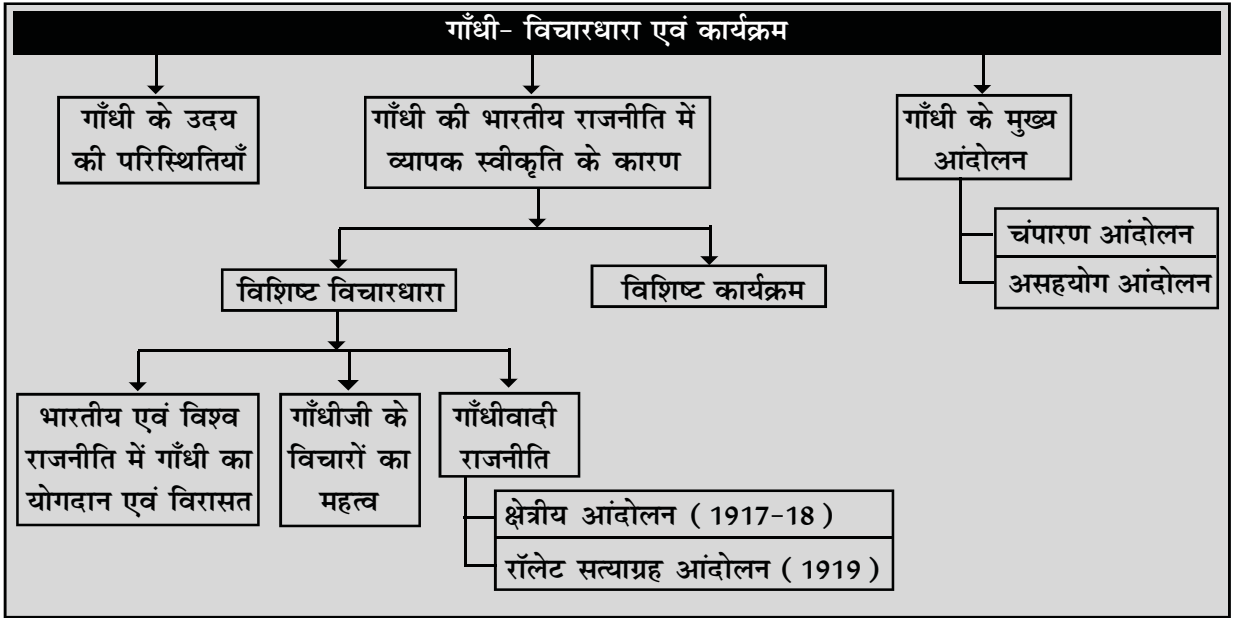 गाँधी- विचारधारा एवं कार्यक्रम
गाँधी के उदय
की परिस्थितियाँ
गाँधी की भारतीय राजनीति में
व्यापक स्वीकृति के कारण
गाँधी के मुख्य
आंदोलन
चंपारण आंदोलन
असहयोग आंदोलन
विशिष्ट विचारधारा
विशिष्ट कार्यक्रम
भारतीय एवं विश्व
राजनीति में गाँधी का
योगदान एवं विरासत
गाँधीजी के
विचारों का
महत्व
गाँधीवादी
राजनीति
क्षेत्रीय आंदोलन ( 1917-18 )
रॉलेट सत्याग्रह आंदोलन ( 1919 )